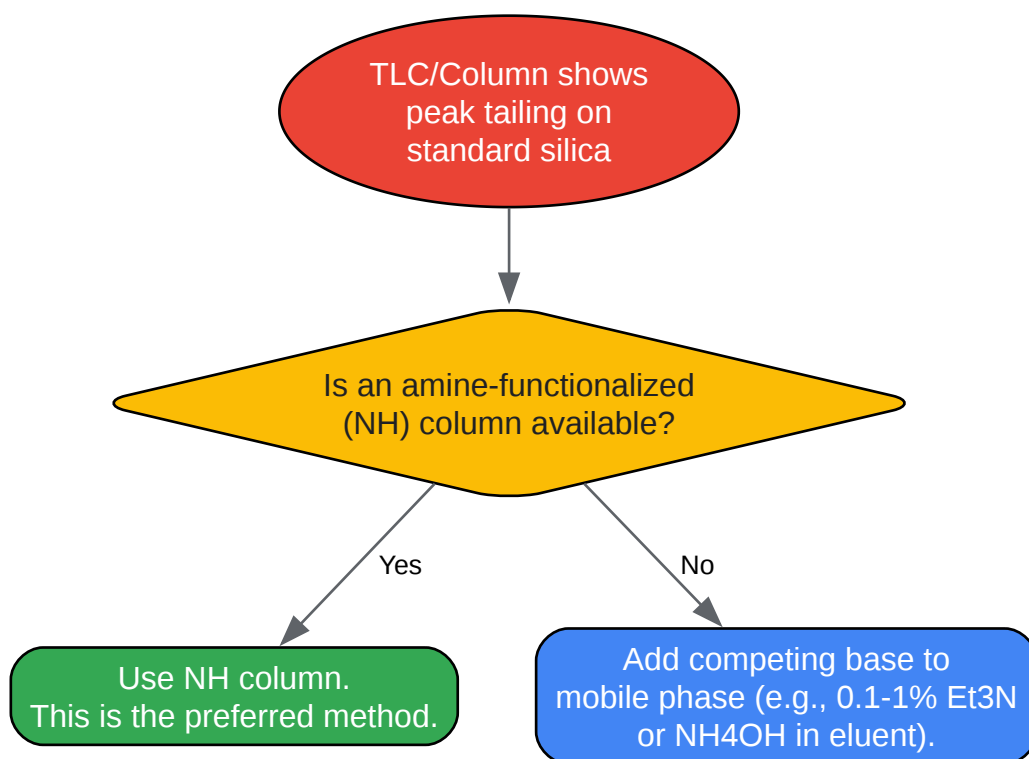 TLC/Column shows
peak tailing on
standard silica
Is an amine-functionalized
(NH) column available?
Yes
No
Use NH column.
This is the preferred method.
Add competing base to
mobile phase (e.g., 0.1-1% Et3N
or NH4OH in eluent).